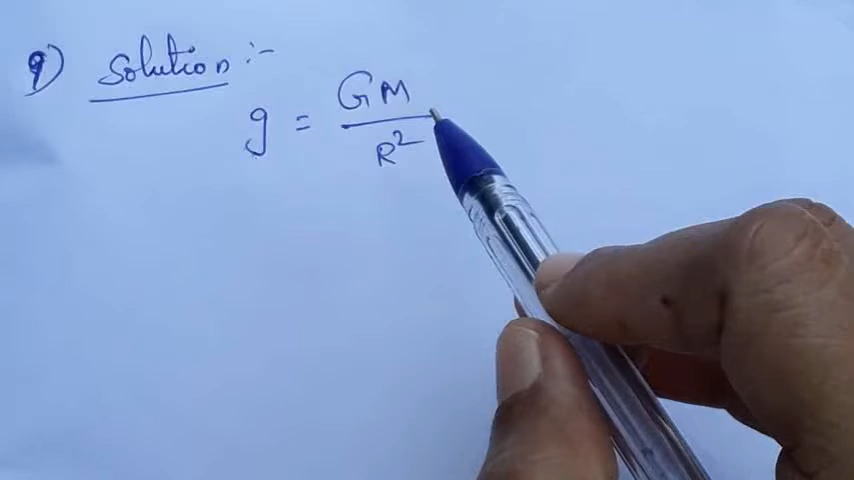 9) Solution :-
g = GM / R²